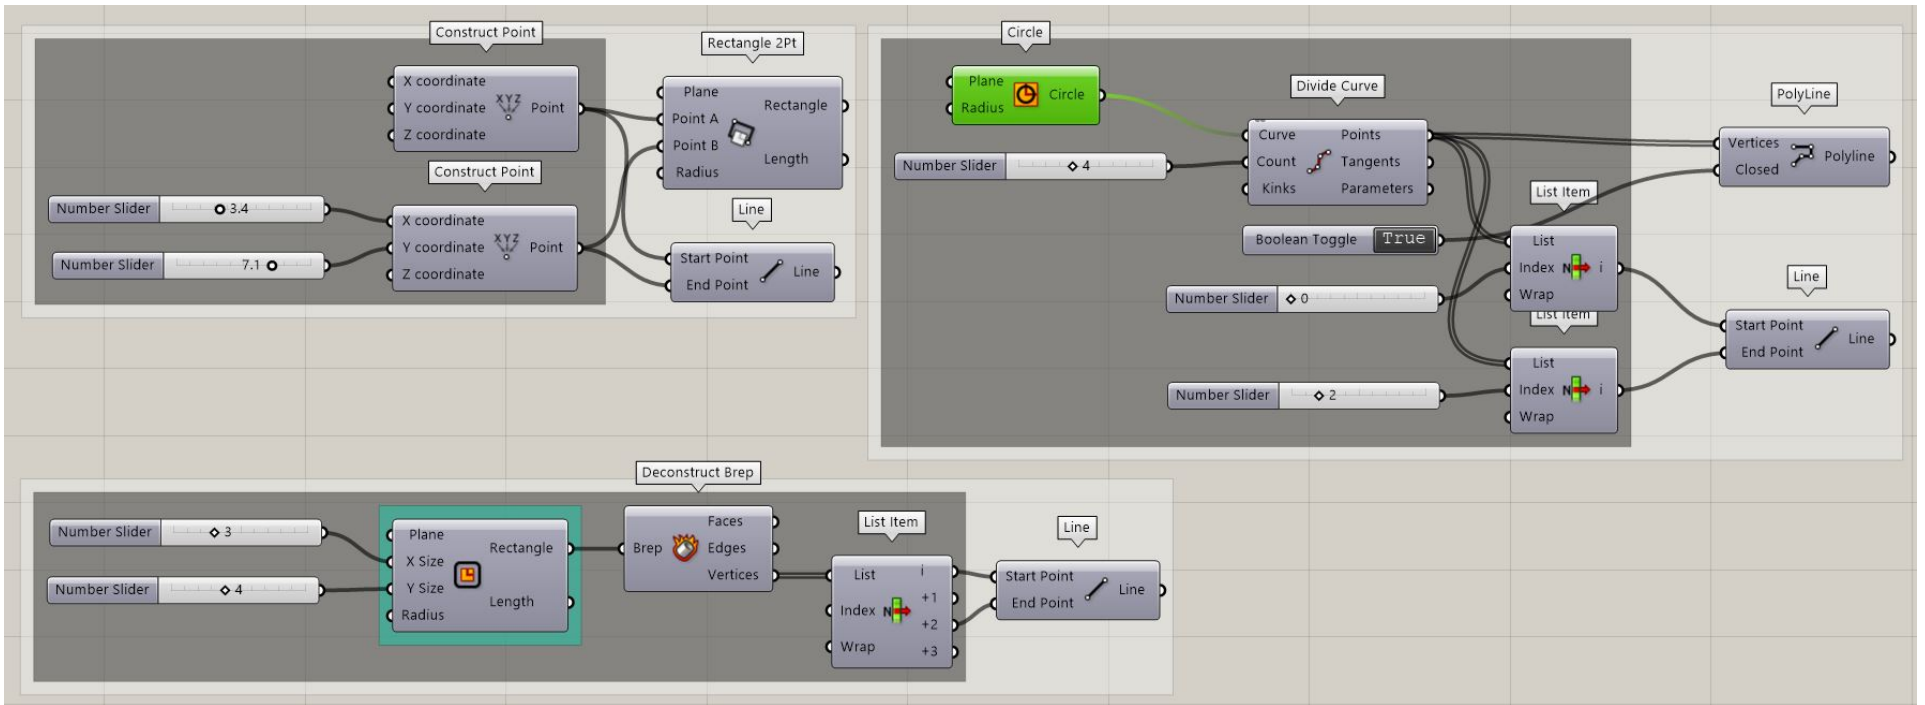 Construct Point
X coordinate
Y coordinate
Z coordinate
Point
Construct Point
Number Slider
3.4
Number Slider
7.1
X coordinate
Y coordinate
Z coordinate
Point
Rectangle 2Pt
Plane
Point A
Point B
Radius
Rectangle
Length
Line
Start Point
End Point
Line
Circle
Plane
Radius
Circle
Number Slider
4
Divide Curve
Curve
Count
Kinks
Points
Tangents
Parameters
Boolean Toggle
True
PolyLine
Vertices
Closed
Polyline
List Item
List
Index
Wrap
N
i
Number Slider
0
List Item
List
Index
Wrap
N
i
Number Slider
2
Line
Start Point
End Point
Line
Number Slider
3
Number Slider
4
Plane
X Size
Y Size
Radius
Rectangle
Length
Deconstruct Brep
Brep
Faces
Edges
Vertices
List Item
List
Index
Wrap
N
i
+1
+2
+3
Line
Start Point
End Point
Line